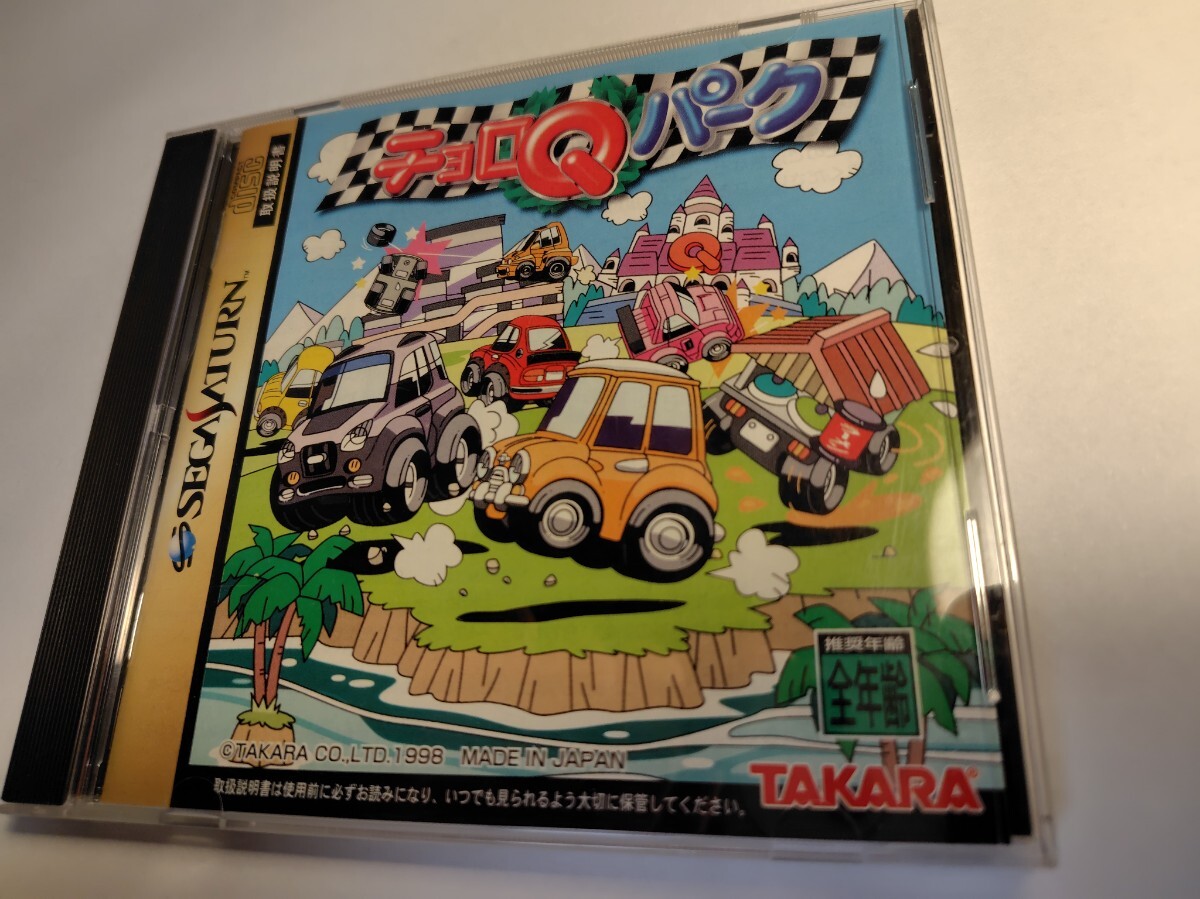 チョロQパーク
COMPACT
DISC
取扱説明書
SEGA SATURN™
Q
推奨年齢
全年齢
©TAKARA CO.,LTD.1998 MADE IN JAPAN
取扱説明書は使用前に必ずお読みになり、いつでも見られるよう大切に保管してください。
TAKARA®